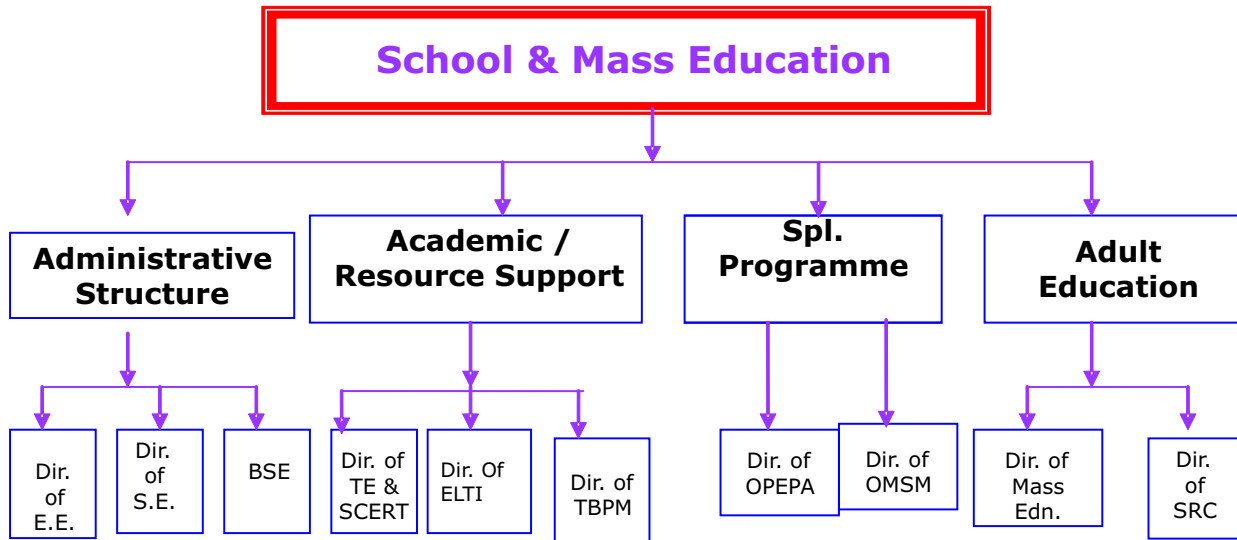 School & Mass Education
Administrative
Structure
Academic /
Resource Support
Spl.
Programme
Adult
Education
Dir.
of
E.E.
Dir.
of
S.E.
BSE
Dir. of
TE &
SCERT
Dir. Of
ELTI
Dir. of
TBPM
Dir. of
OPEPA
Dir. of
OMSM
Dir. of
Mass
Edn.
Dir.
of
SRC